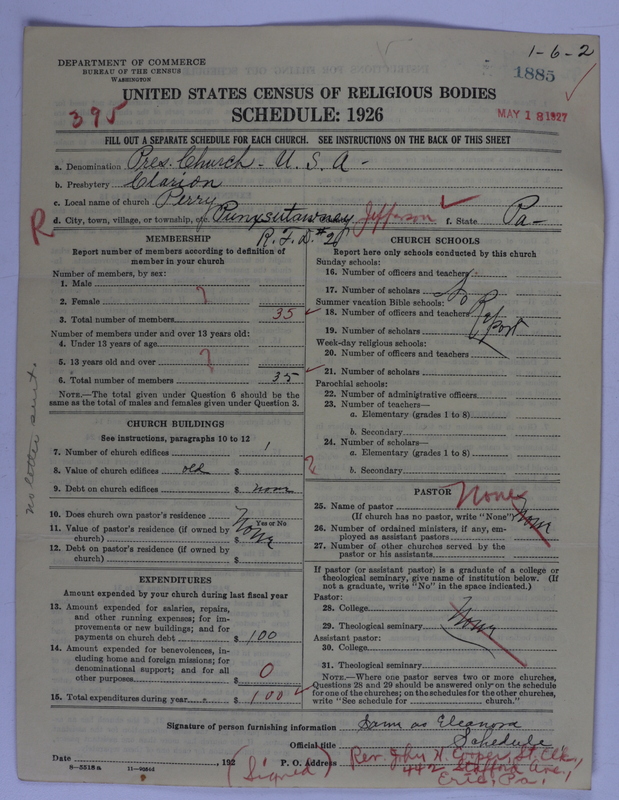 1-6-2
DEPARTMENT OF COMMERCE
BUREAU OF THE CENSUS
WASHINGTON
1885
UNITED STATES CENSUS OF RELIGIOUS BODIES
395
SCHEDULE: 1926
MAY 18 1927
FILL OUT A SEPARATE SCHEDULE FOR EACH CHURCH. SEE INSTRUCTIONS ON THE BACK OF THIS SHEET
a. Denomination Pres. Church - U. S. A -
b. Presbytery Clarion
c. Local name of church Perry
R
d. City, town, village, or township, etc. Punxsutawney Jefferson f. State Pa-
R. F. D. #2
MEMBERSHIP
Report number of members according to definition of
member in your church
Number of members, by sex:
1. Male
2. Female ?
3. Total number of members 35
Number of members under and over 13 years old:
4. Under 13 years of age
5. 13 years old and over ?
6. Total number of members 35
NOTE.—The total given under Question 6 should be the
same as the total of males and females given under Question 3.
no letter sent.
CHURCH BUILDINGS
See instructions, paragraphs 10 to 12
7. Number of church edifices 1
8. Value of church edifices old $ ?
9. Debt on church edifices $ none
10. Does church own pastor's residence
Yes or No
11. Value of pastor's residence (if owned by
church) $ None
12. Debt on pastor's residence (if owned by
church) $
EXPENDITURES
Amount expended by your church during last fiscal year
13. Amount expended for salaries, repairs,
and other running expenses; for im-
provements or new buildings; and for
payments on church debt $ 100
14. Amount expended for benevolences, in-
cluding home and foreign missions; for
denominational support; and for all
other purposes $ 0
15. Total expenditures during year $ 100
CHURCH SCHOOLS
Report here only schools conducted by this church
Sunday schools:
16. Number of officers and teachers
17. Number of scholars
Summer vacation Bible schools:
18. Number of officers and teachers
No Report
19. Number of scholars
Week-day religious schools:
20. Number of officers and teachers
21. Number of scholars
Parochial schools:
22. Number of administrative officers
23. Number of teachers—
a. Elementary (grades 1 to 8)
b. Secondary
24. Number of scholars—
a. Elementary (grades 1 to 8)
b. Secondary
PASTOR
25. Name of pastor None
(If church has no pastor, write "None") None
26. Number of ordained ministers, if any, em-
ployed as assistant pastors
27. Number of other churches served by the
pastor or his assistants
If pastor (or assistant pastor) is a graduate of a college or
theological seminary, give name of institution below. (If
not a graduate, write "No" in the space indicated.)
Pastor:
28. College
None
29. Theological seminary
Assistant pastor:
30. College
31. Theological seminary
NOTE.—Where one pastor serves two or more churches,
Questions 28 and 29 should be answered only on the schedule
for one of the churches; on the schedules for the other churches,
write "See schedule for church."
Signature of person furnishing information Same as Eleanora
Official title Schedule
Date , 192 P. O. Address
(Signed) Rev. John H. Cooper,
442 Stafford Ave.,
Erie, Pa.
8—5518a